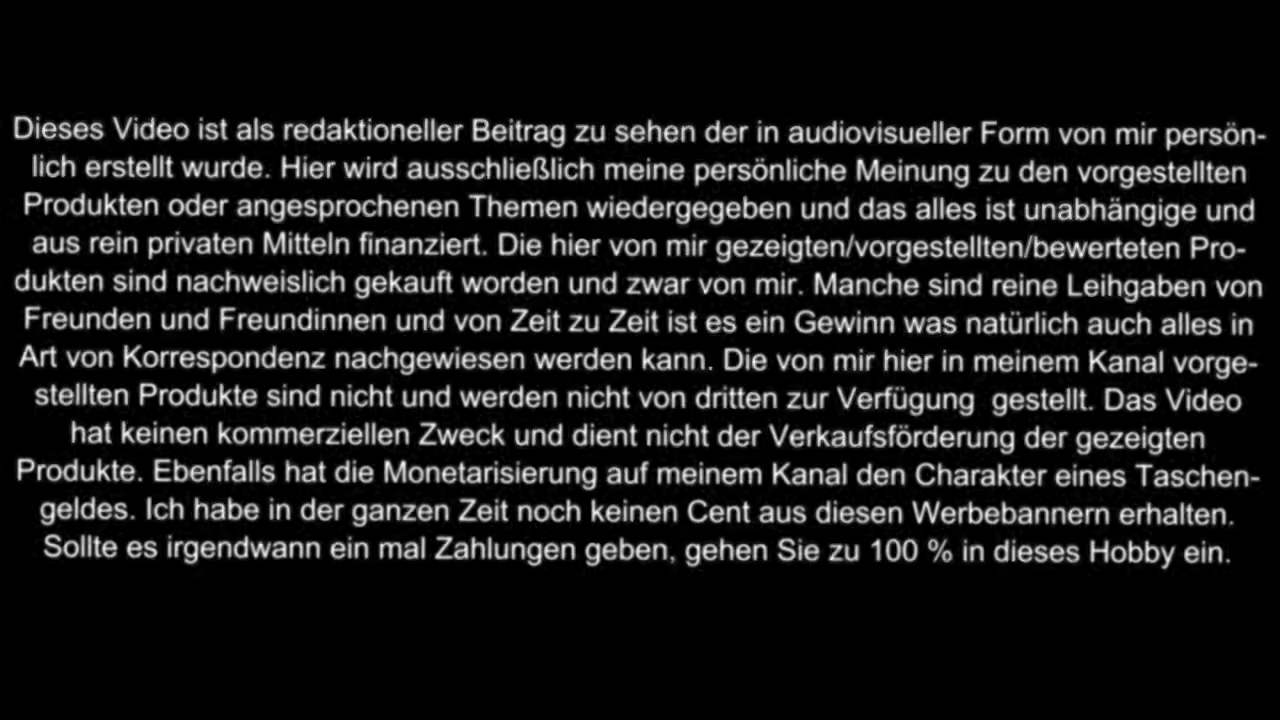 Dieses Video ist als redaktioneller Beitrag zu sehen der in audiovisueller Form von mir persön-
lich erstellt wurde. Hier wird ausschließlich meine persönliche Meinung zu den vorgestellten
Produkten oder angesprochenen Themen wiedergegeben und das alles ist unabhängige und
aus rein privaten Mitteln finanziert. Die hier von mir gezeigten/vorgestellten/bewerteten Pro-
dukten sind nachweislich gekauft worden und zwar von mir. Manche sind reine Leihgaben von
Freunden und Freundinnen und von Zeit zu Zeit ist es ein Gewinn was natürlich auch alles in
Art von Korrespondenz nachgewiesen werden kann. Die von mir hier in meinem Kanal vorge-
stellten Produkte sind nicht und werden nicht von dritten zur Verfügung  gestellt. Das Video
hat keinen kommerziellen Zweck und dient nicht der Verkaufsförderung der gezeigten
Produkte. Ebenfalls hat die Monetarisierung auf meinem Kanal den Charakter eines Taschen-
geldes. Ich habe in der ganzen Zeit noch keinen Cent aus diesen Werbebannern erhalten.
Sollte es irgendwann ein mal Zahlungen geben, gehen Sie zu 100 % in dieses Hobby ein.